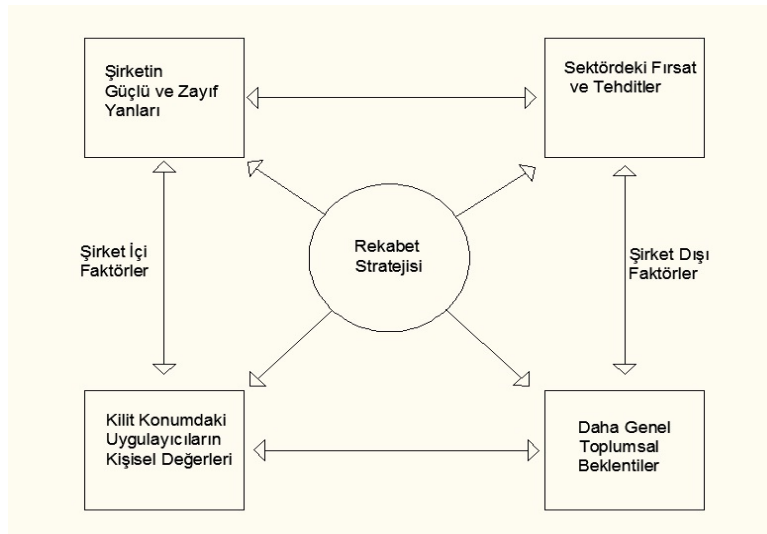 Şirketin
Güçlü ve Zayıf
Yanları
Sektördeki Fırsat
ve Tehditler
Şirket İçi
Faktörler
Rekabet
Stratejisi
Şirket Dışı
Faktörler
Kilit Konumdaki
Uygulayıcıların
Kişisel Değerleri
Daha Genel
Toplumsal
Beklentiler